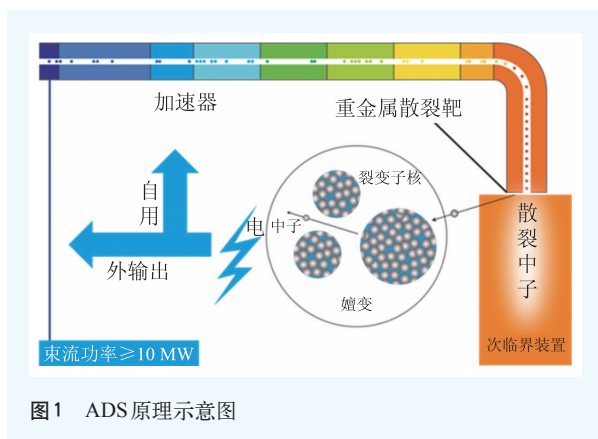 加速器
重金属散裂靶
自用
外输出
电
中子
裂变子核
嬗变
散裂中子
次临界装置
束流功率≥10 MW
图1 ADS原理示意图